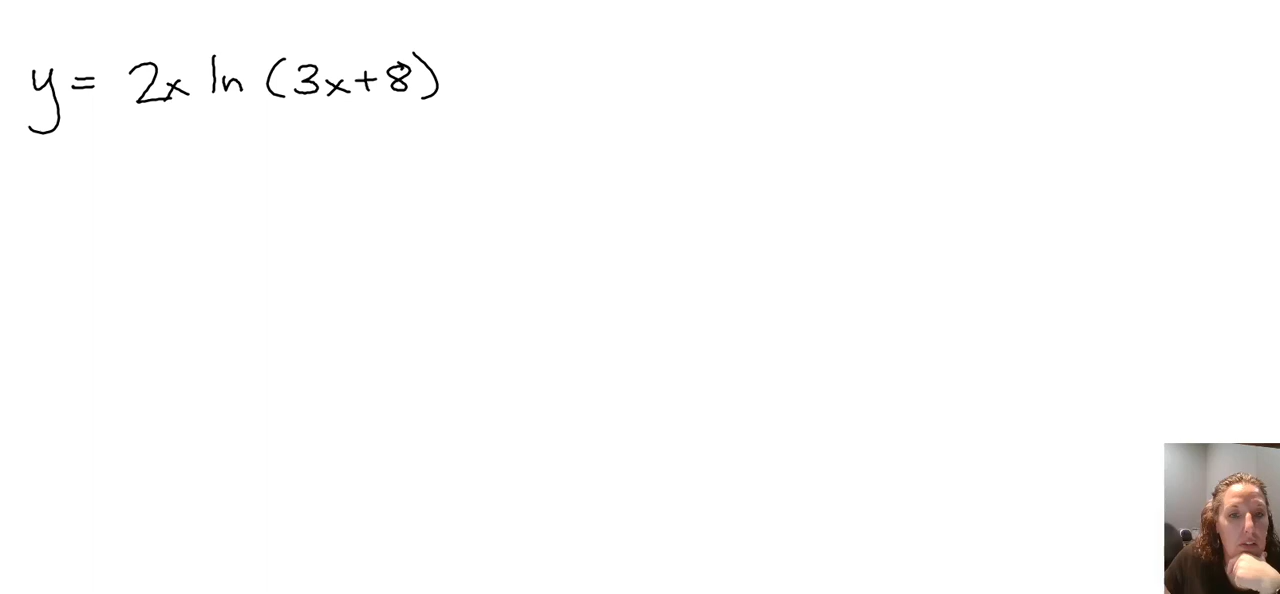 y = 2x ln (3x+8)